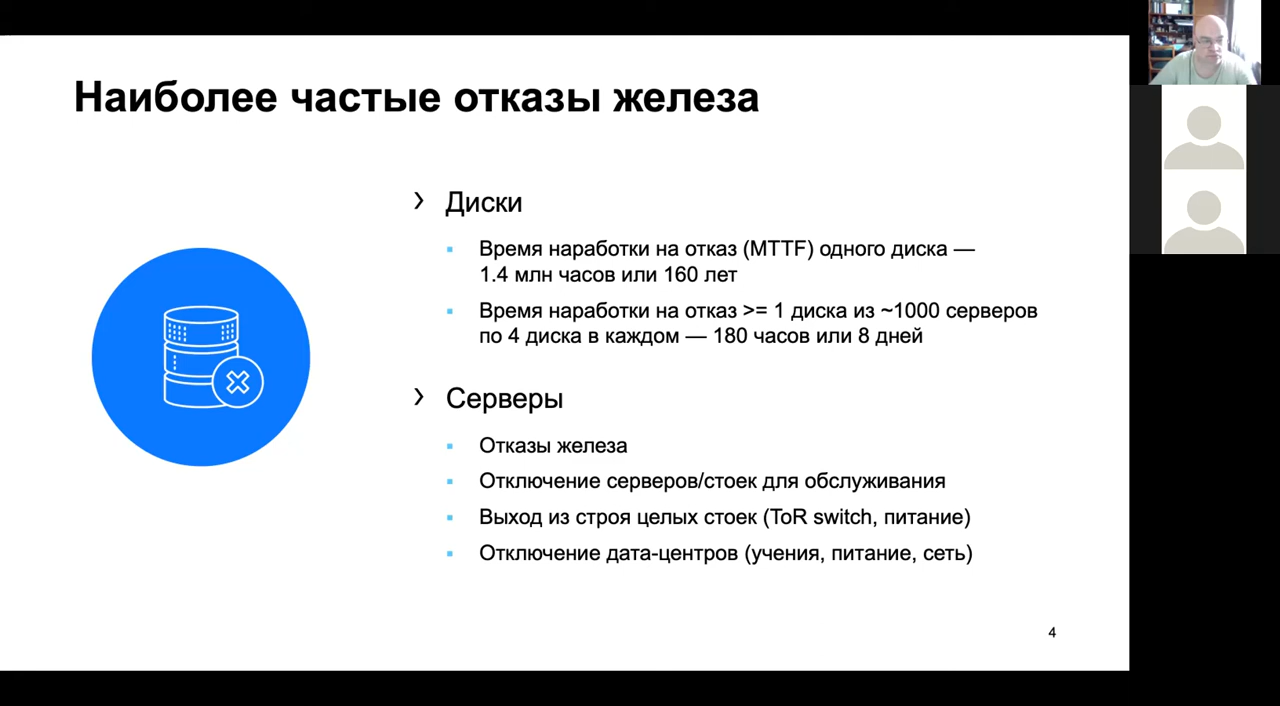 Наиболее частые отказы железа
› Диски
▪ Время наработки на отказ (MTTF) одного диска —
1.4 млн часов или 160 лет
▪ Время наработки на отказ >= 1 диска из ~1000 серверов
по 4 диска в каждом — 180 часов или 8 дней
› Серверы
▪ Отказы железа
▪ Отключение серверов/стоек для обслуживания
▪ Выход из строя целых стоек (ToR switch, питание)
▪ Отключение дата-центров (учения, питание, сеть)
4